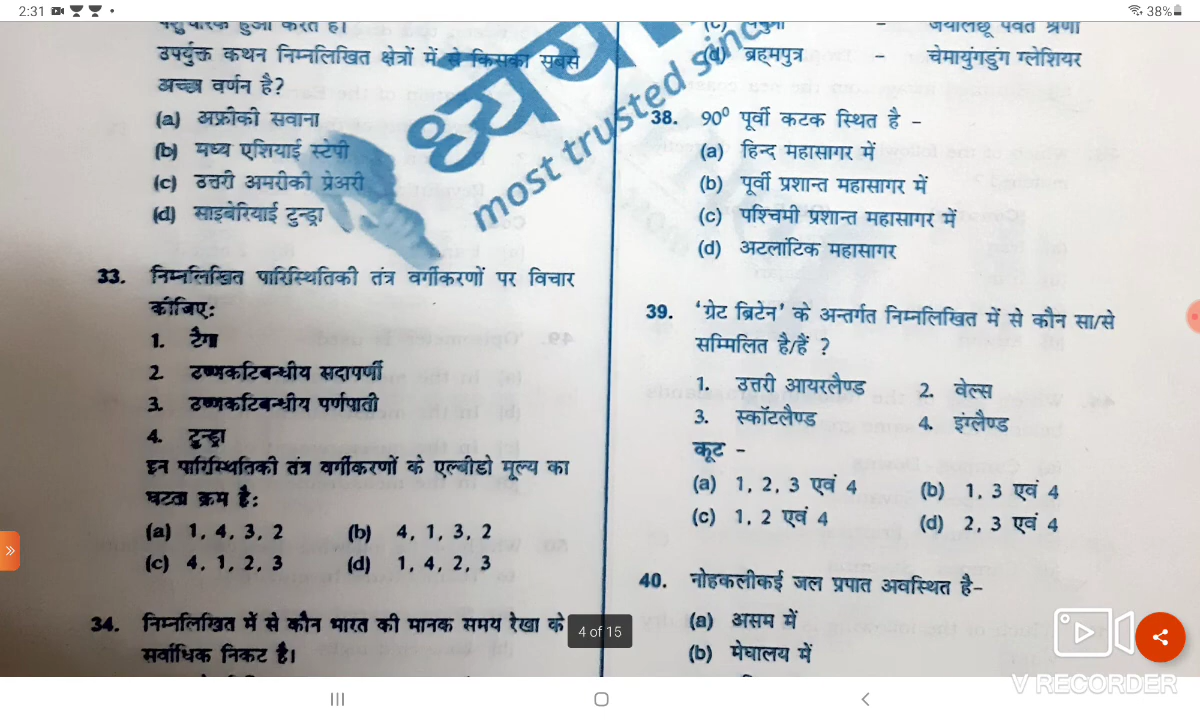 2:31
38%
हुआ करते हैं।
उपर्युक्त कथन निम्नलिखित क्षेत्रों में से किसका सबसे
अच्छा वर्णन है?
(a) अफ्रीकी सवाना
(b) मध्य एशियाई स्टेपी
(c) उत्तरी अमरीकी प्रेअरी
(d) साइबेरियाई टुन्ड्रा
33. निम्नलिखित पारिस्थितिकी तंत्र वर्गीकरणों पर विचार
कीजिए:
1. टैगा
2. उष्णकटिबन्धीय सदापर्णी
3. उष्णकटिबन्धीय पर्णपाती
4. टुन्ड्रा
इन पारिस्थितिकी तंत्र वर्गीकरणों के एल्बीडो मूल्य का
घटता क्रम है:
(a) 1, 4, 3, 2 (b) 4, 1, 3, 2
(c) 4, 1, 2, 3 (d) 1, 4, 2, 3
34. निम्नलिखित में से कौन भारत की मानक समय रेखा के
सर्वाधिक निकट है।
most trusted since
(c) - पर्वत श्रेणी
(d) ब्रह्मपुत्र - चेमायुंगडुंग ग्लेशियर
38. 90⁰ पूर्वी कटक स्थित है -
(a) हिन्द महासागर में
(b) पूर्वी प्रशान्त महासागर में
(c) पश्चिमी प्रशान्त महासागर में
(d) अटलांटिक महासागर
39. 'ग्रेट ब्रिटेन' के अन्तर्गत निम्नलिखित में से कौन सा/से
सम्मिलित है/हैं ?
1. उत्तरी आयरलैण्ड 2. वेल्स
3. स्कॉटलैण्ड 4. इंग्लैण्ड
कूट -
(a) 1, 2, 3 एवं 4 (b) 1, 3 एवं 4
(c) 1, 2 एवं 4 (d) 2, 3 एवं 4
40. नोहकलीकई जल प्रपात अवस्थित है-
(a) असम में
(b) मेघालय में
4 of 15
V RECORDER